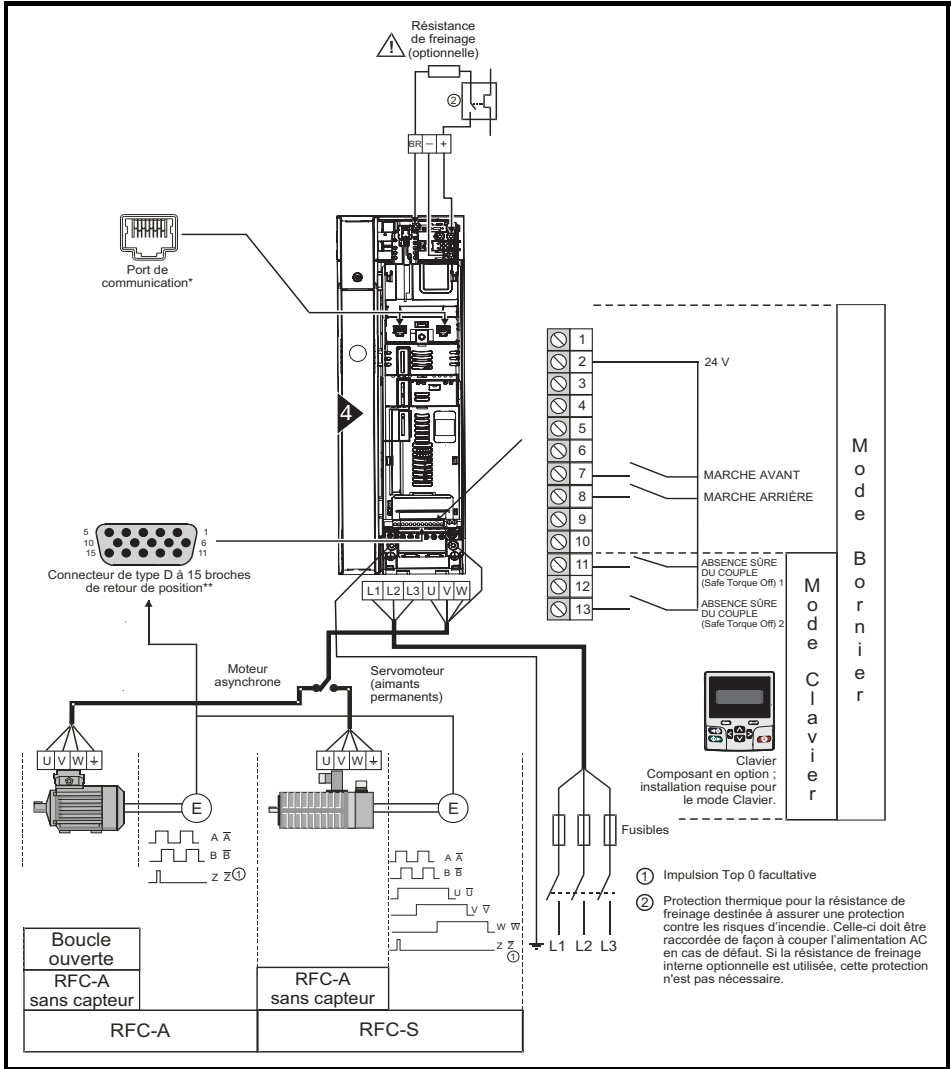 Résistance
de freinage
(optionnelle)
②
BR
−
+
Port de
communication*
4
1
2
24 V
3
4
5
6
7
MARCHE AVANT
8
MARCHE ARRIÈRE
9
10
11
ABSENCE SÛRE
DU COUPLE
(Safe Torque Off) 1
12
13
ABSENCE SÛRE
DU COUPLE
(Safe Torque Off) 2
Mode Bornier
Mode Clavier
5
10
15
1
6
11
Connecteur de type D à 15 broches
de retour de position**
L1 L2 L3 U V W
Moteur
asynchrone
Servomoteur
(aimants
permanents)
Clavier
Composant en option ;
installation requise pour
le mode Clavier.
U V W
E
A A̅
B B̅
Z Z̅ ①
U V W
E
A A̅
B B̅
U U̅
V V̅
W W̅
Z Z̅
①
Fusibles
L1 L2 L3
① Impulsion Top 0 facultative
② Protection thermique pour la résistance de
freinage destinée à assurer une protection
contre les risques d'incendie. Celle-ci doit être
raccordée de façon à couper l'alimentation AC
en cas de défaut. Si la résistance de freinage
interne optionnelle est utilisée, cette protection
n'est pas nécessaire.
Boucle
ouverte
RFC-A
sans capteur
RFC-A
RFC-A
sans capteur
RFC-S